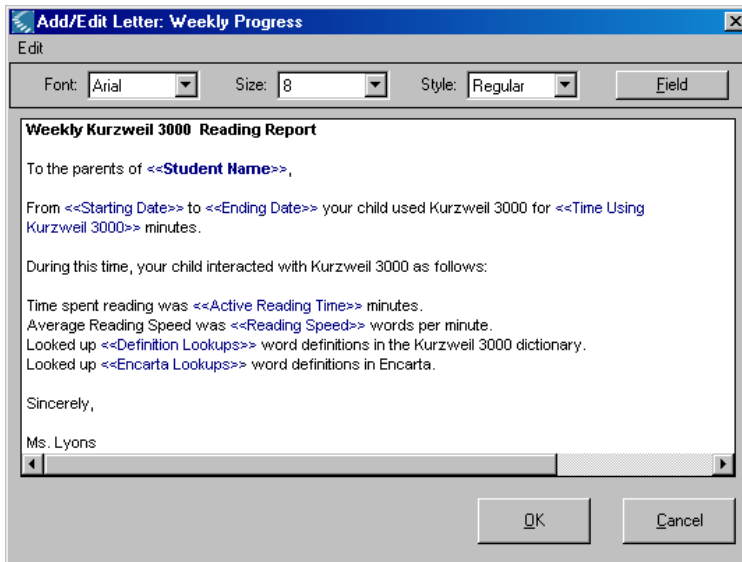 Add/Edit Letter: Weekly Progress
Edit
Font: Arial Size: 8 Style: Regular Field
Weekly Kurzweil 3000 Reading Report
To the parents of <<Student Name>>,
From <<Starting Date>> to <<Ending Date>> your child used Kurzweil 3000 for <<Time Using
Kurzweil 3000>> minutes.
During this time, your child interacted with Kurzweil 3000 as follows:
Time spent reading was <<Active Reading Time>> minutes.
Average Reading Speed was <<Reading Speed>> words per minute.
Looked up <<Definition Lookups>> word definitions in the Kurzweil 3000 dictionary.
Looked up <<Encarta Lookups>> word definitions in Encarta.
Sincerely,
Ms. Lyons
OK Cancel